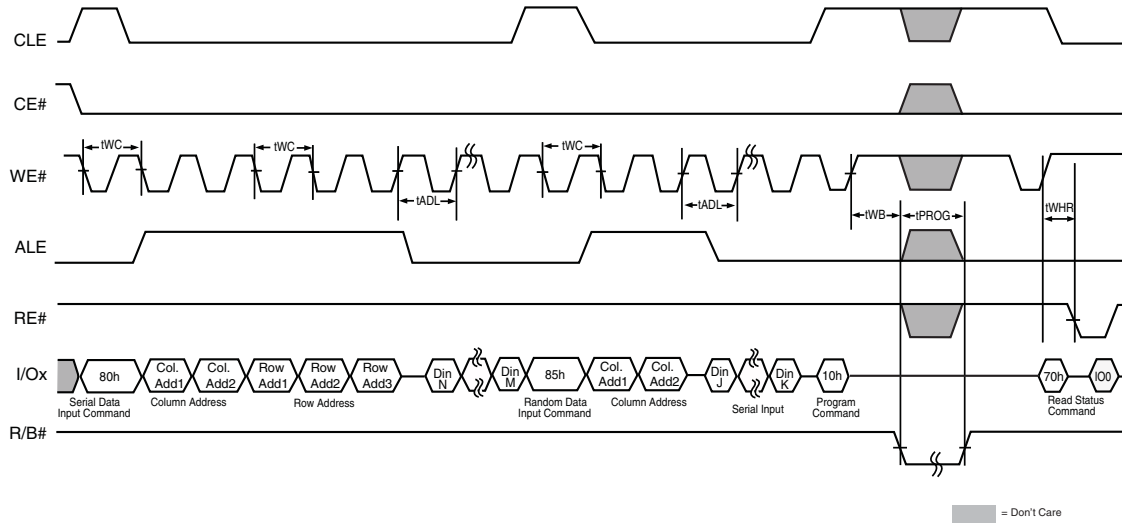 CLE
CE#
tWC tWC tWC
WE#
tADL tADL tWB tPROG tWHR
ALE
RE#
I/Ox 80h Col. Add1 Col. Add2 Row Add1 Row Add2 Row Add3 Din N Din M 85h Col. Add1 Col. Add2 Din J Din K 10h 70h IO0
Serial Data Input Command Column Address Row Address Random Data Input Command Column Address Serial Input Program Command Read Status Command
R/B#
= Don't Care